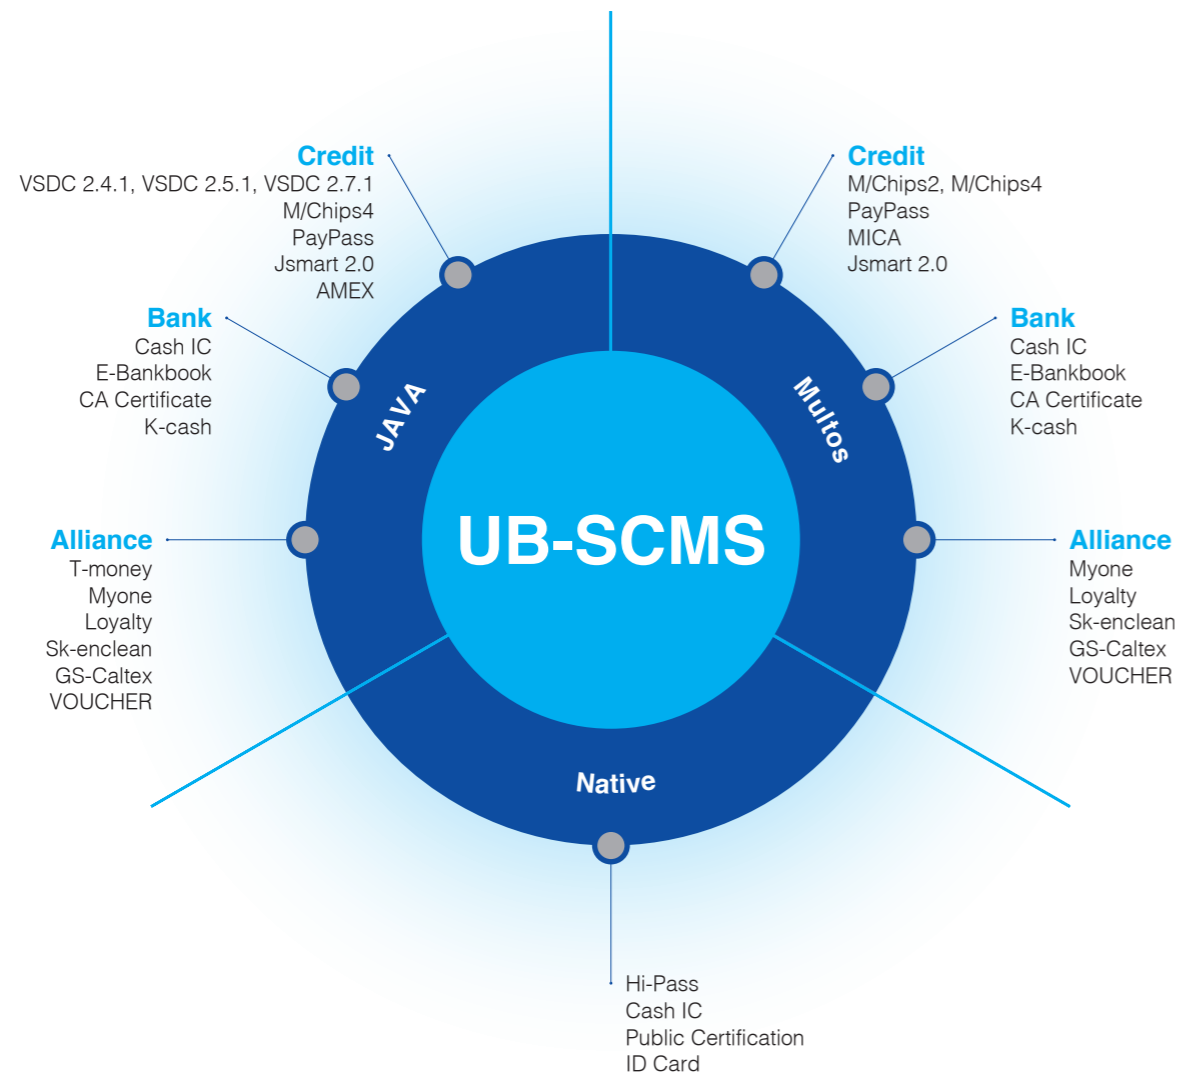 Credit
VSDC 2.4.1, VSDC 2.5.1, VSDC 2.7.1
M/Chips4
PayPass
Jsmart 2.0
AMEX
Bank
Cash IC
E-Bankbook
CA Certificate
K-cash
Alliance
T-money
Myone
Loyalty
Sk-enclean
GS-Caltex
VOUCHER
JAVA
UB-SCMS
Multos
Native
Credit
M/Chips2, M/Chips4
PayPass
MICA
Jsmart 2.0
Bank
Cash IC
E-Bankbook
CA Certificate
K-cash
Alliance
Myone
Loyalty
Sk-enclean
GS-Caltex
VOUCHER
Hi-Pass
Cash IC
Public Certification
ID Card